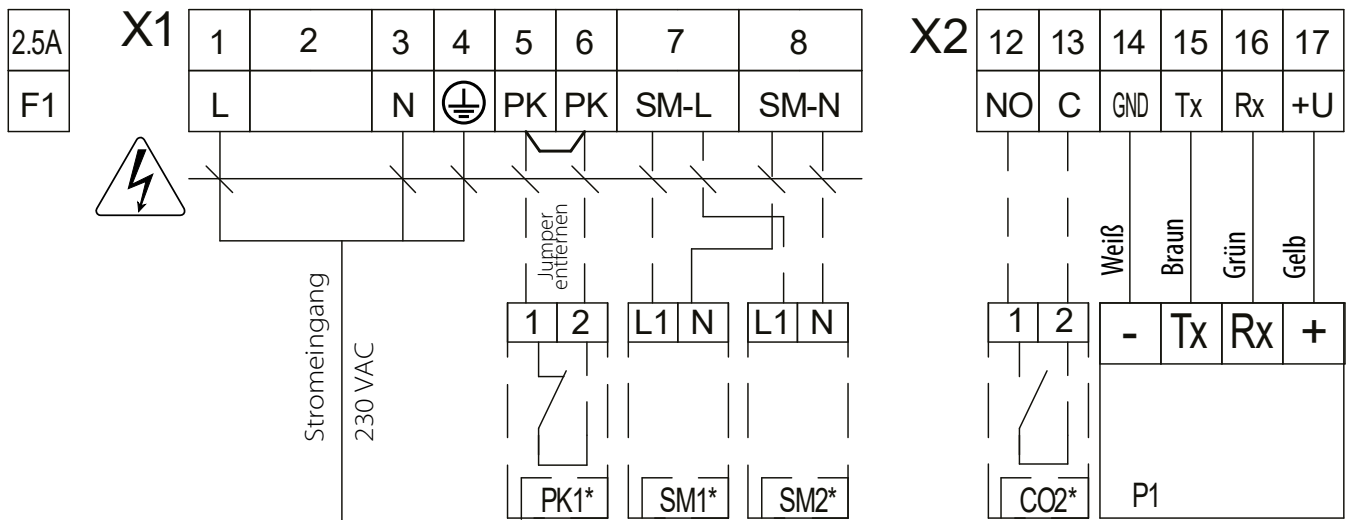 2.5A
F1
X1
1 2 3 4 5 6 7 8
L N PK PK SM-L SM-N
X2
12 13 14 15 16 17
NO C GND Tx Rx +U
Stromeingang
230 VAC
Jumper
entfernen
Weiß
Braun
Grün
Gelb
1 2
L1 N
L1 N
1 2
- Tx Rx +
PK1*
SM1*
SM2*
CO2*
P1